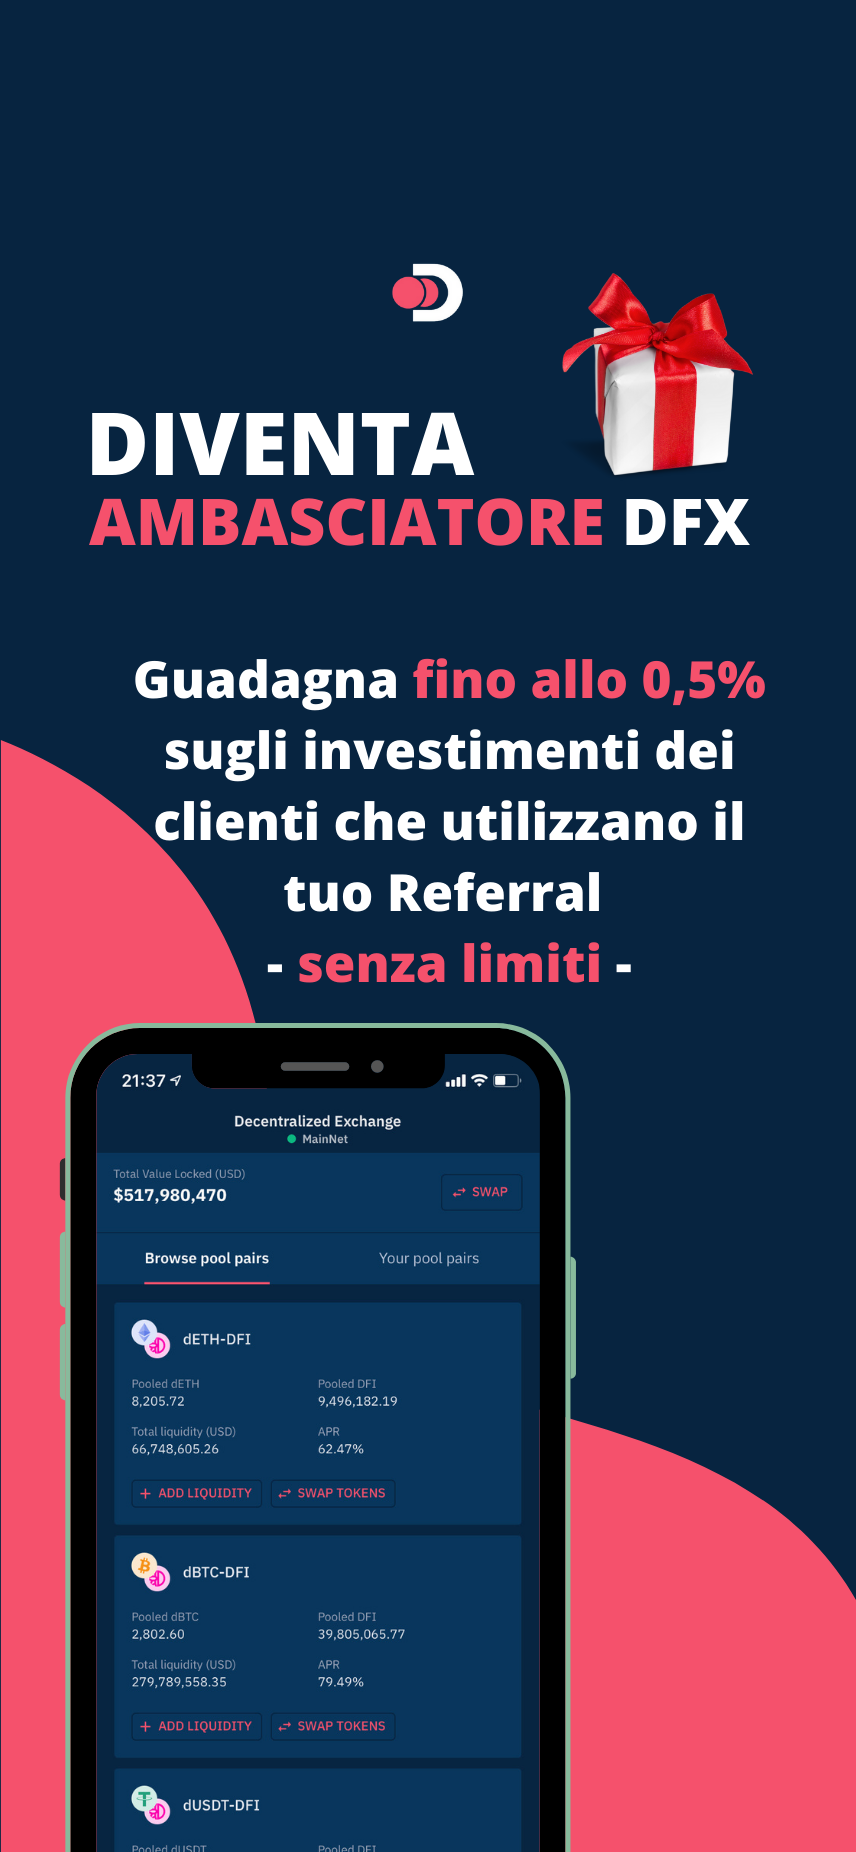 DIVENTA
AMBASCIATORE DFX
Guadagna fino allo 0,5%
sugli investimenti dei
clienti che utilizzano il
tuo Referral
- senza limiti -
21:37
Decentralized Exchange
MainNet
Total Value Locked (USD)
$517,980,470
SWAP
Browse pool pairs Your pool pairs
dETH-DFI
Pooled dETH Pooled DFI
8,205.72 9,496,182.19
Total liquidity (USD) APR
66,748,605.26 62.47%
+ ADD LIQUIDITY SWAP TOKENS
dBTC-DFI
Pooled dBTC Pooled DFI
2,802.60 39,805,065.77
Total liquidity (USD) APR
279,789,558.35 79.49%
+ ADD LIQUIDITY SWAP TOKENS
dUSDT-DFI
Pooled dUSDT Pooled DFI